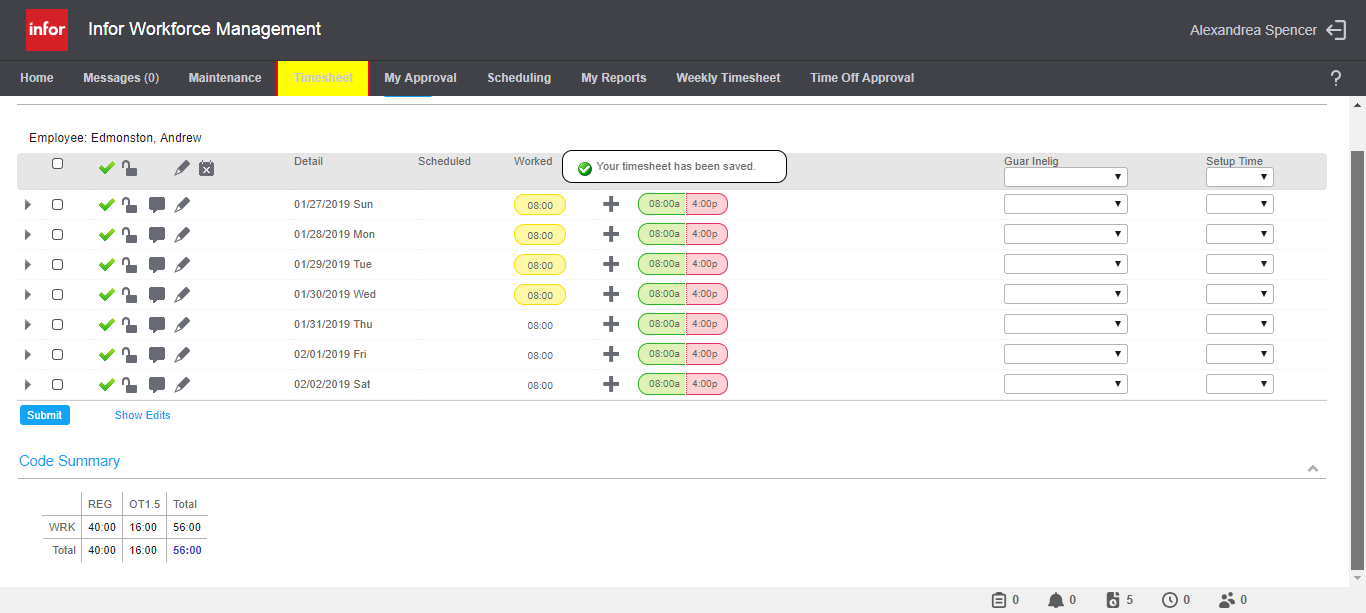 infor Infor Workforce Management Alexandrea Spencer
Home Messages (0) Maintenance Timesheet My Approval Scheduling My Reports Weekly Timesheet Time Off Approval ?
Employee: Edmonston, Andrew
Detail Scheduled Worked Your timesheet has been saved. Guar Inelig Setup Time
01/27/2019 Sun 08:00 08:00a 4:00p
01/28/2019 Mon 08:00 08:00a 4:00p
01/29/2019 Tue 08:00 08:00a 4:00p
01/30/2019 Wed 08:00 08:00a 4:00p
01/31/2019 Thu 08:00 08:00a 4:00p
02/01/2019 Fri 08:00 08:00a 4:00p
02/02/2019 Sat 08:00 08:00a 4:00p
Submit Show Edits
Code Summary
REG OT1.5 Total
WRK 40:00 16:00 56:00
Total 40:00 16:00 56:00
0 0 5 0 0